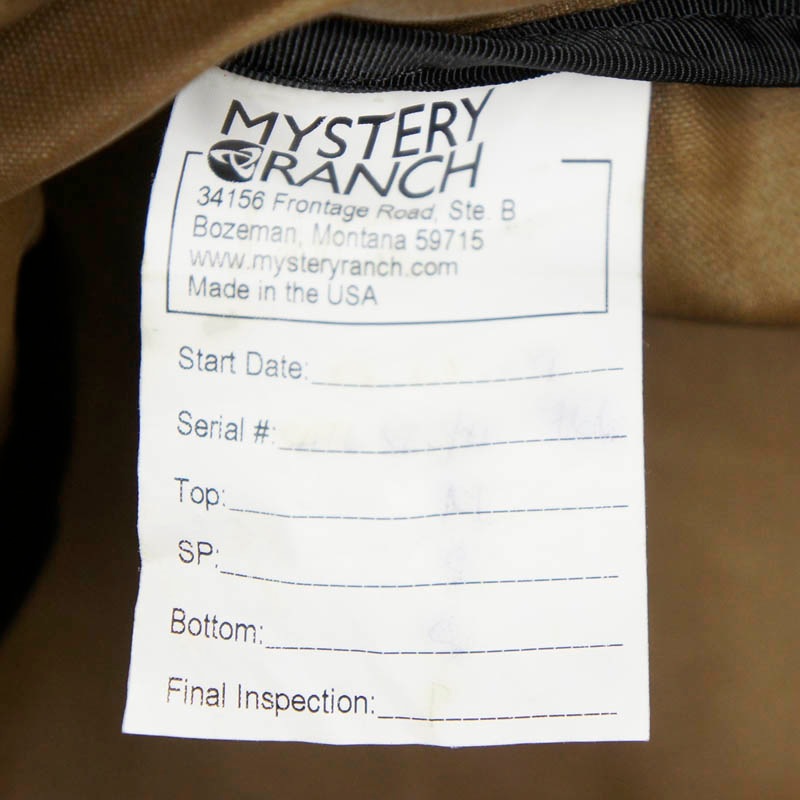 MYSTERY
RANCH
34156 Frontage Road, Ste. B
Bozeman, Montana 59715
www.mysteryranch.com
Made in the USA
Start Date:
Serial #:
Top:
SP:
Bottom:
Final Inspection: